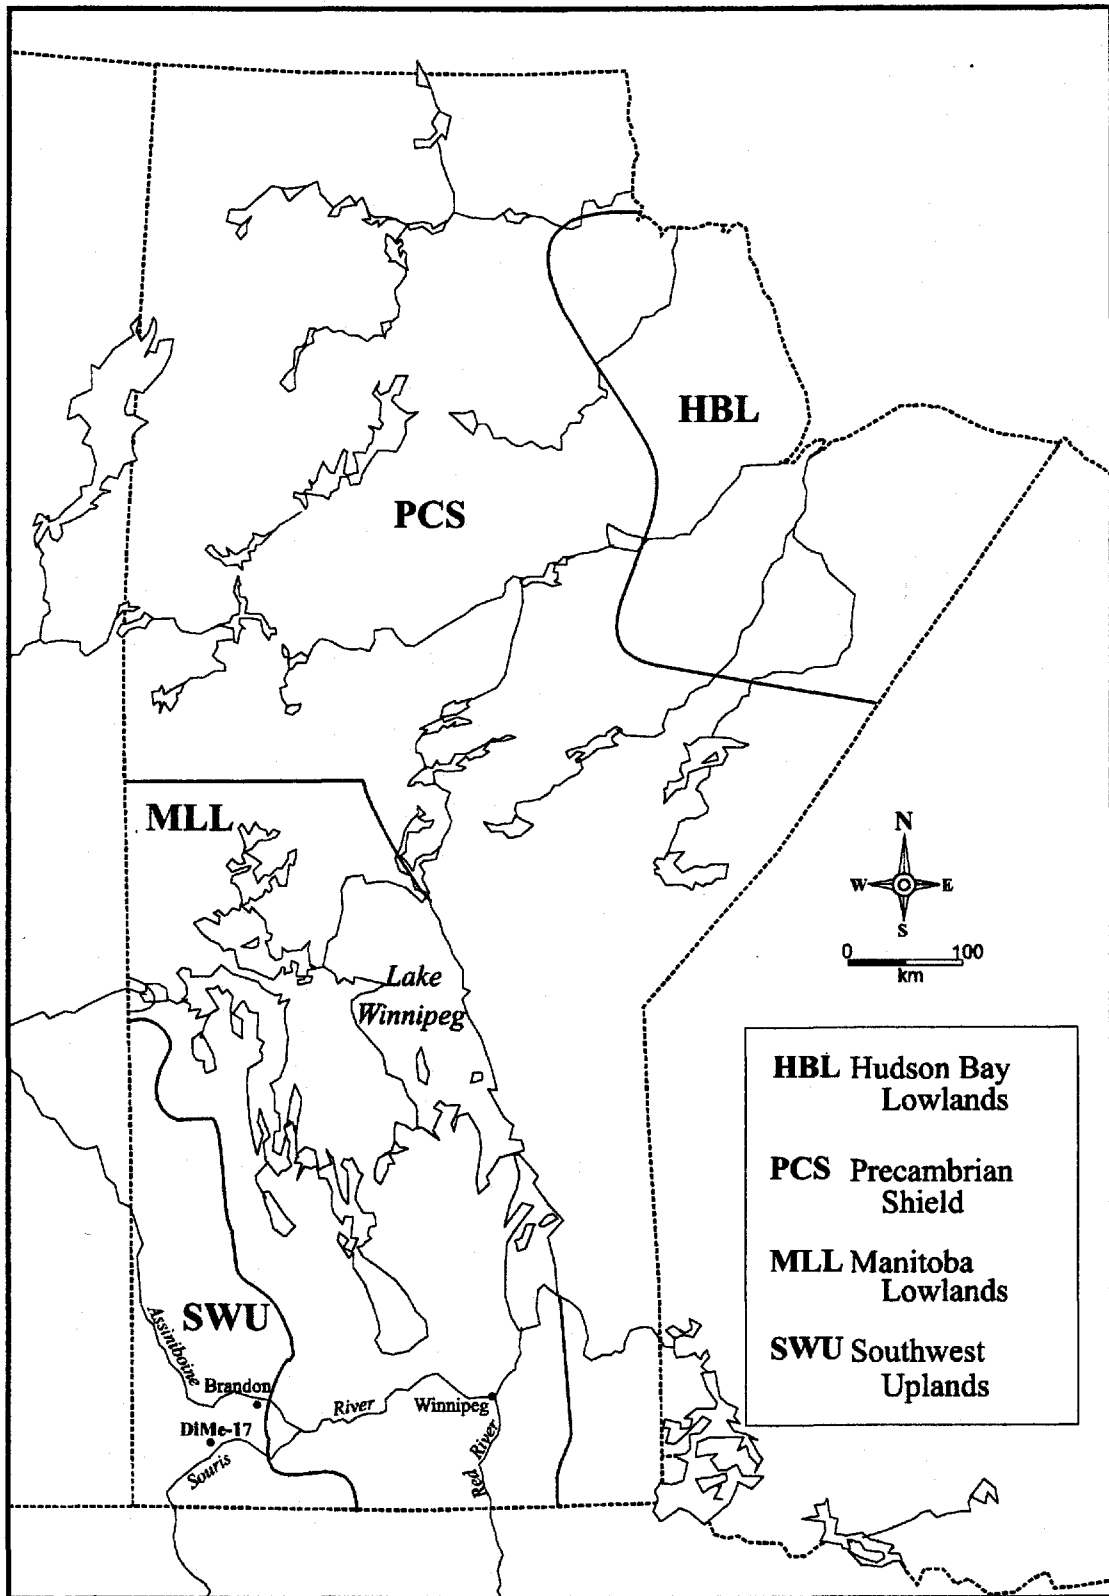 HBL
PCS
MLL
N
W E
S
0 100
km
Lake
Winnipeg
HBL Hudson Bay
Lowlands
PCS Precambrian
Shield
MLL Manitoba
Lowlands
SWU Southwest
Uplands
SWU
Assiniboine
Brandon
River
Winnipeg
DiMe-17
Souris
Red River